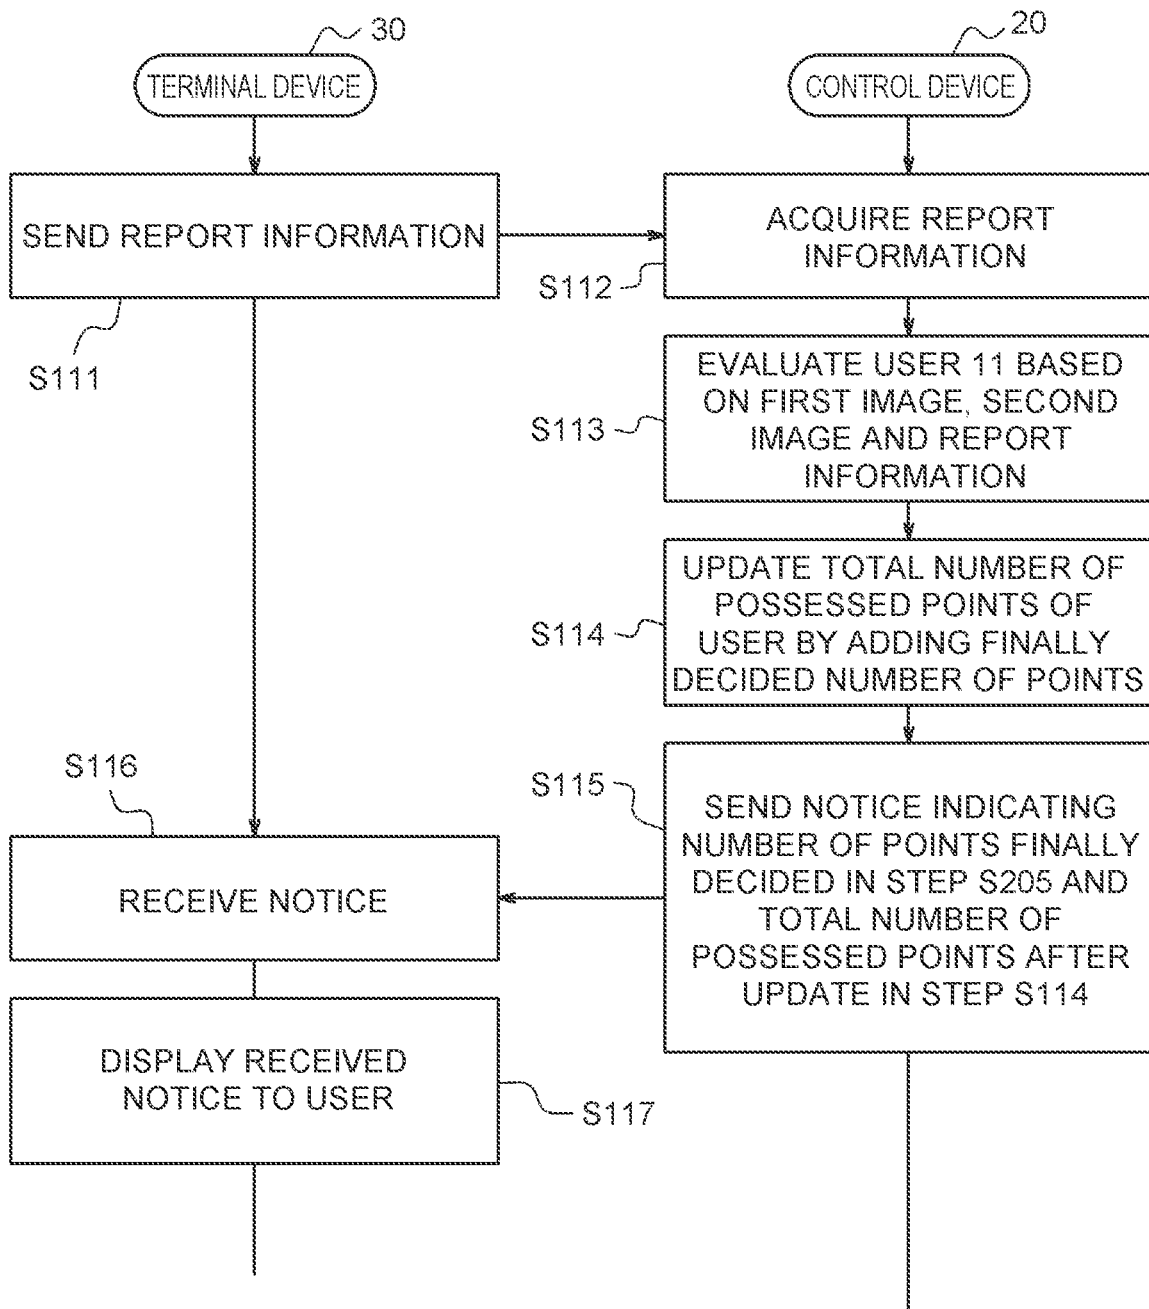 30
TERMINAL DEVICE
20
CONTROL DEVICE
SEND REPORT INFORMATION
S111
ACQUIRE REPORT
INFORMATION
S112
EVALUATE USER 11 BASED
ON FIRST IMAGE, SECOND
IMAGE AND REPORT
INFORMATION
S113
UPDATE TOTAL NUMBER OF
POSSESSED POINTS OF
USER BY ADDING FINALLY
DECIDED NUMBER OF POINTS
S114
SEND NOTICE INDICATING
NUMBER OF POINTS FINALLY
DECIDED IN STEP S205 AND
TOTAL NUMBER OF
POSSESSED POINTS AFTER
UPDATE IN STEP S114
S115
S116
RECEIVE NOTICE
DISPLAY RECEIVED
NOTICE TO USER
S117